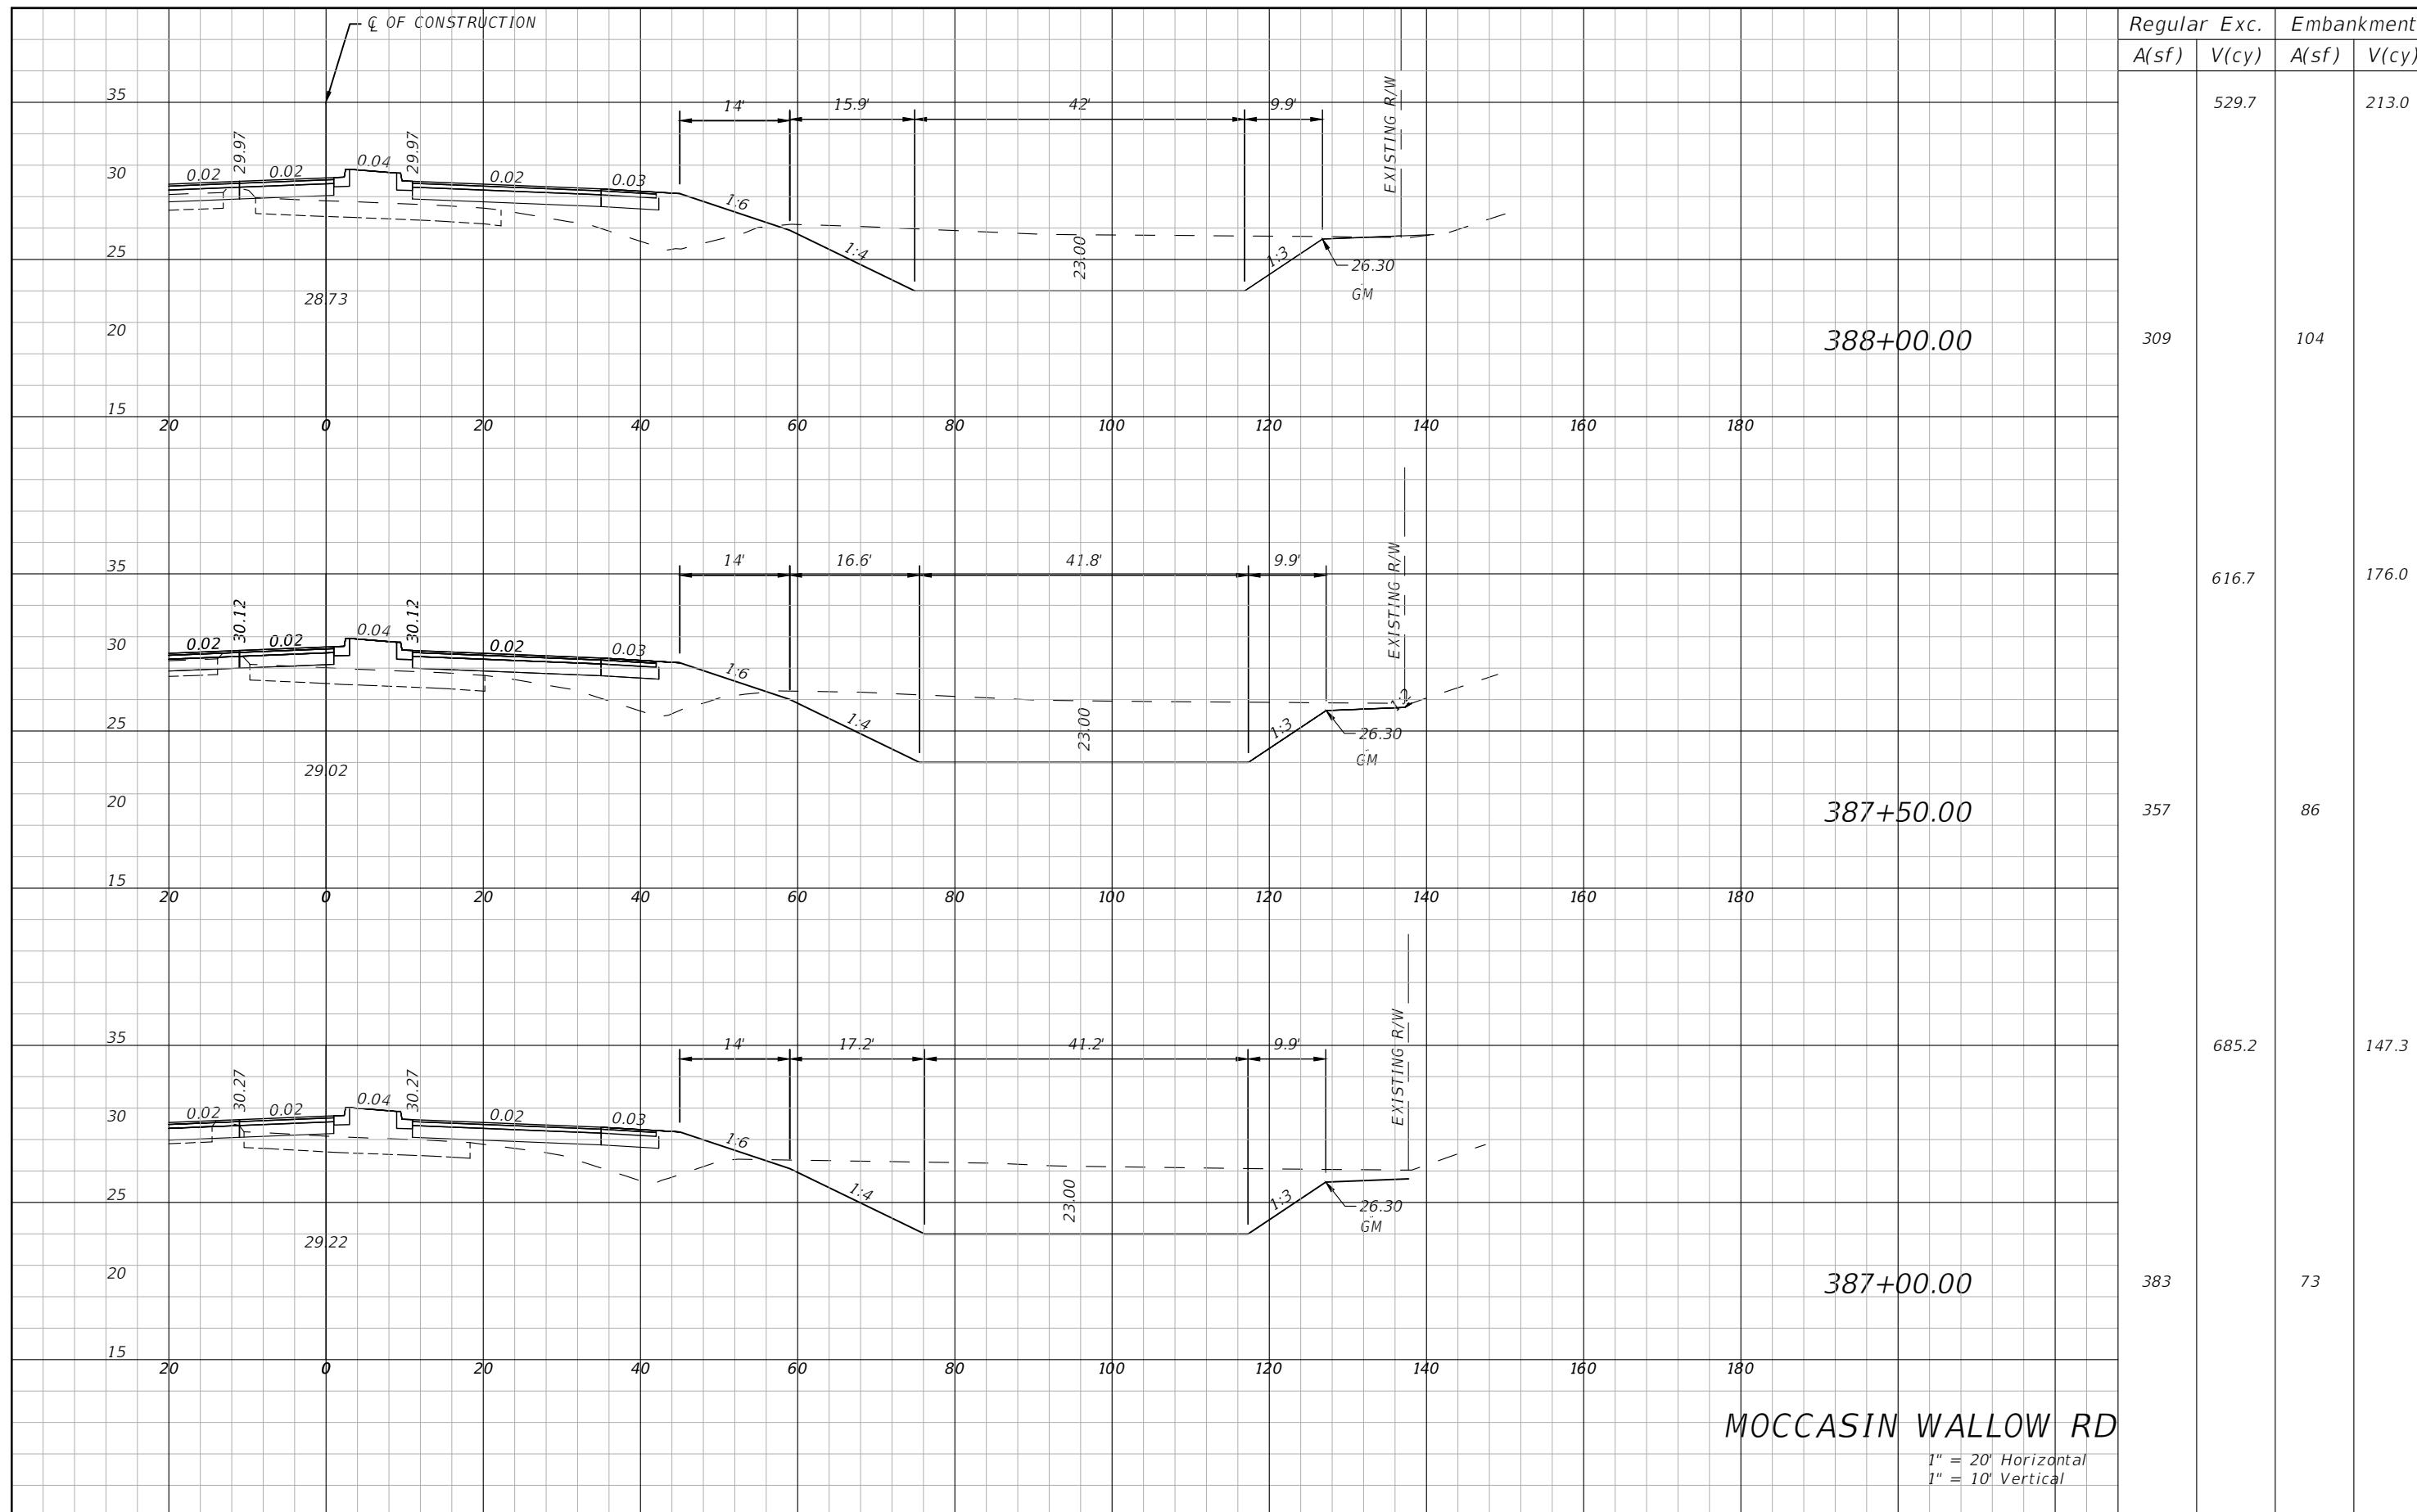 ℄ OF CONSTRUCTION
Regular Exc. Embankment
A(sf) V(cy) A(sf) V(cy)
35 14' 15.9' 42' 9.9' EXISTING R/W 529.7 213.0
30 0.02 29.97 0.02 0.04 29.97 0.02 0.03
1:6
25 1:4 23.00 1:3 26.30
28.73 GM
20 388+00.00 309 104
15
20 0 20 40 60 80 100 120 140 160 180
35 14' 16.6' 41.8' 9.9' EXISTING R/W 616.7 176.0
30 0.02 30.12 0.02 0.04 30.12 0.02 0.03
1:6
25 1:4 23.00 1:3 26.30
29.02 GM
20 387+50.00 357 86
15
20 0 20 40 60 80 100 120 140 160 180
35 14' 17.2' 41.2' 9.9' EXISTING R/W 685.2 147.3
30 0.02 30.27 0.02 0.04 30.27 0.02 0.03
1:6
25 1:4 23.00 1:3 26.30
29.22 GM
20 387+00.00 383 73
15
20 0 20 40 60 80 100 120 140 160 180
MOCCASIN WALLOW RD
1" = 20' Horizontal
1" = 10' Vertical